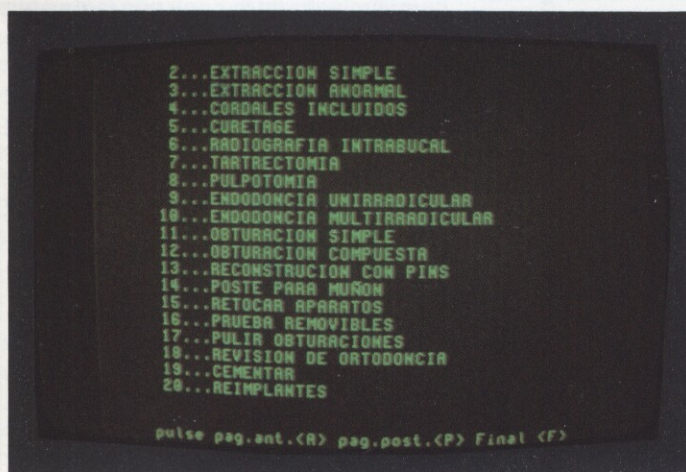 2...EXTRACCION SIMPLE
3...EXTRACCION ANORMAL
4...CORDALES INCLUIDOS
5...CURETAGE
6...RADIOGRAFIA INTRABUCAL
7...TARTRECTOMIA
8...PULPOTOMIA
9...ENDODONCIA UNIRRADICULAR
10...ENDODONCIA MULTIRRADICULAR
11...OBTURACION SIMPLE
12...OBTURACION COMPUESTA
13...RECONSTRUCION CON PINS
14...POSTE PARA MUÑON
15...RETOCAR APARATOS
16...PRUEBA REMOVIBLES
17...PULIR OBTURACIONES
18...REVISION DE ORTODONCIA
19...CEMENTAR
20...REIMPLANTES
pulse pag.ant.<A> pag.post.<P> Final <F>